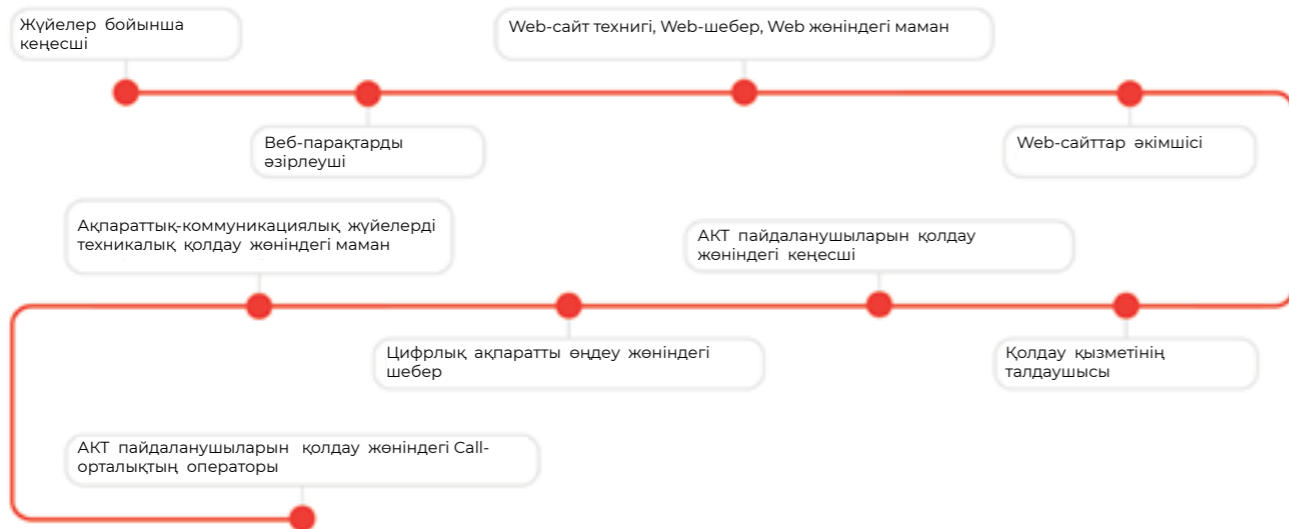 Жүйелер бойынша
кеңесші
Web-сайт технигі, Web-шебер, Web жөніндегі маман
Веб-парақтарды
әзірлеуші
Web-сайттар әкімшісі
Ақпараттық-коммуникациялық жүйелерді
техникалық қолдау жөніндегі маман
АКТ пайдаланушыларын қолдау
жөніндегі кеңесші
Цифрлық ақпаратты өңдеу жөніндегі
шебер
Қолдау қызметінің
талдаушысы
АКТ пайдаланушыларын қолдау жөніндегі Call-
орталықтың операторы